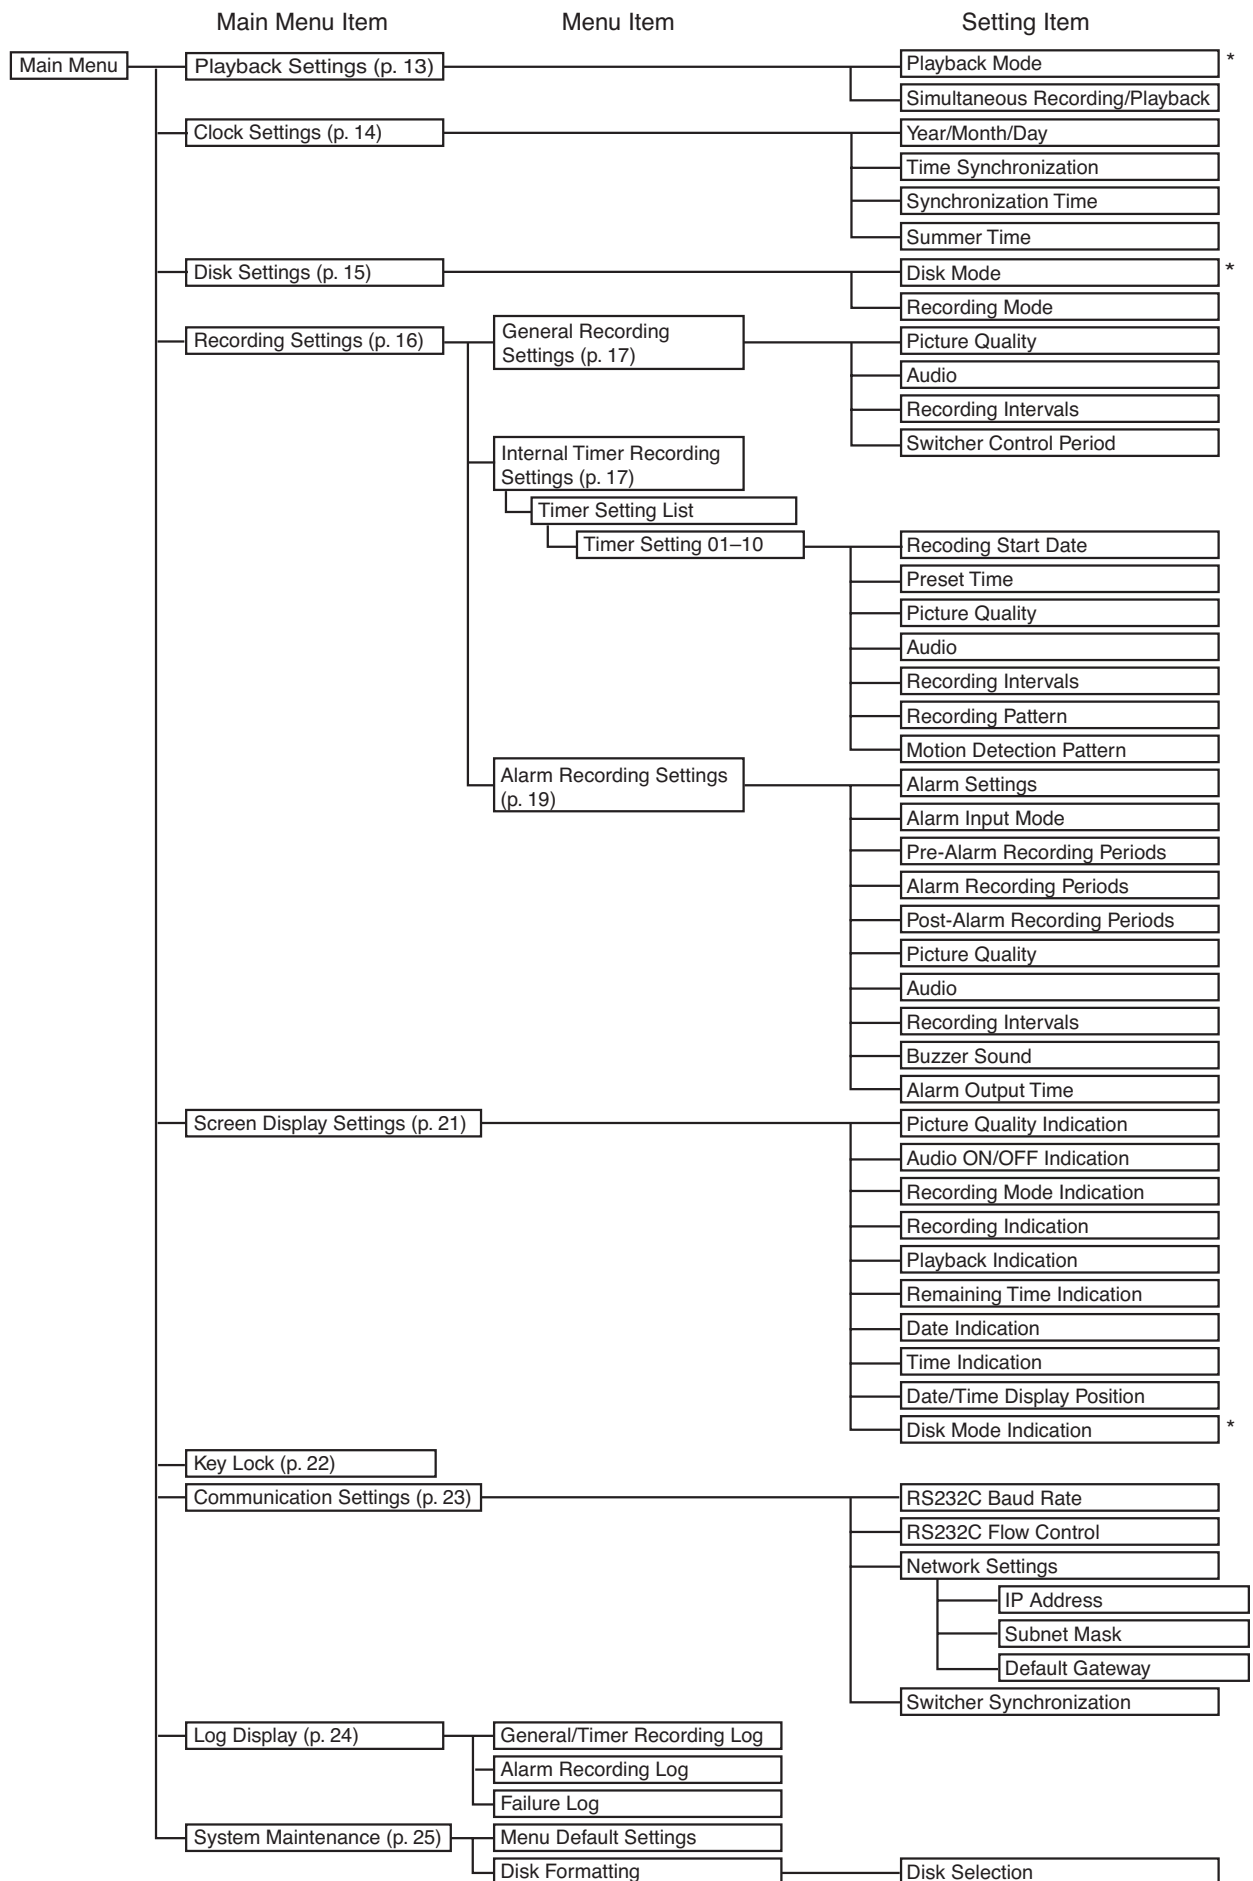 Main Menu Item
Menu Item
Setting Item
Main Menu
Playback Settings (p. 13)
Playback Mode
*
Simultaneous Recording/Playback
Clock Settings (p. 14)
Year/Month/Day
Time Synchronization
Synchronization Time
Summer Time
Disk Settings (p. 15)
Disk Mode
*
Recording Mode
Recording Settings (p. 16)
General Recording
Settings (p. 17)
Picture Quality
Audio
Recording Intervals
Switcher Control Period
Internal Timer Recording
Settings (p. 17)
Timer Setting List
Timer Setting 01–10
Recoding Start Date
Preset Time
Picture Quality
Audio
Recording Intervals
Recording Pattern
Motion Detection Pattern
Alarm Recording Settings
(p. 19)
Alarm Settings
Alarm Input Mode
Pre-Alarm Recording Periods
Alarm Recording Periods
Post-Alarm Recording Periods
Picture Quality
Audio
Recording Intervals
Buzzer Sound
Alarm Output Time
Screen Display Settings (p. 21)
Picture Quality Indication
Audio ON/OFF Indication
Recording Mode Indication
Recording Indication
Playback Indication
Remaining Time Indication
Date Indication
Time Indication
Date/Time Display Position
Disk Mode Indication
*
Key Lock (p. 22)
Communication Settings (p. 23)
RS232C Baud Rate
RS232C Flow Control
Network Settings
IP Address
Subnet Mask
Default Gateway
Switcher Synchronization
Log Display (p. 24)
General/Timer Recording Log
Alarm Recording Log
Failure Log
System Maintenance (p. 25)
Menu Default Settings
Disk Formatting
Disk Selection